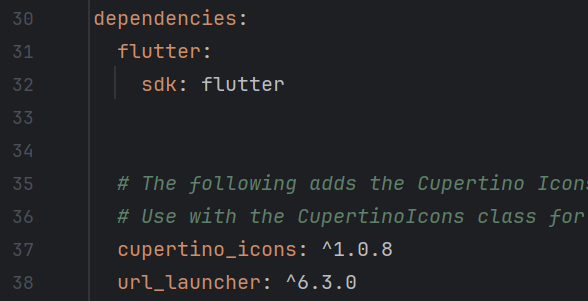 30 dependencies:
31 flutter:
32 sdk: flutter
33
34
35 # The following adds the Cupertino Icons
36 # Use with the CupertinoIcons class for
37 cupertino_icons: ^1.0.8
38 url_launcher: ^6.3.0